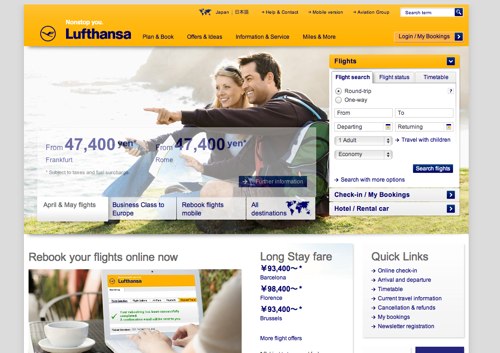 Nonstop you.
Lufthansa
Japan | 日本語
Help & Contact
Mobile version
Aviation Group
Search term
Plan & Book
Offers & Ideas
Information & Service
Miles & More
Login / My Bookings
From 47,400 yen*
Frankfurt
From 47,400 yen*
Rome
* Subject to taxes and fuel surcharge
Further information
April & May flights
Business Class to Europe
Rebook flights mobile
All destinations
Flights
Flight search
Flight status
Timetable
Round-trip
?
One-way
From
To
Departing
Returning
1 Adult
Travel with children
Economy
Search flights
Search with more options
Check-in / My Bookings
Hotel / Rental car
Rebook your flights online now
Lufthansa
Long Stay fare
¥93,400～ *
Barcelona
¥98,400～ *
Florence
¥93,400～ *
Brussels
More flight offers
Quick Links
Online check-in
Arrival and departure
Timetable
Current travel information
Cancellation & refunds
My bookings
Newsletter registration